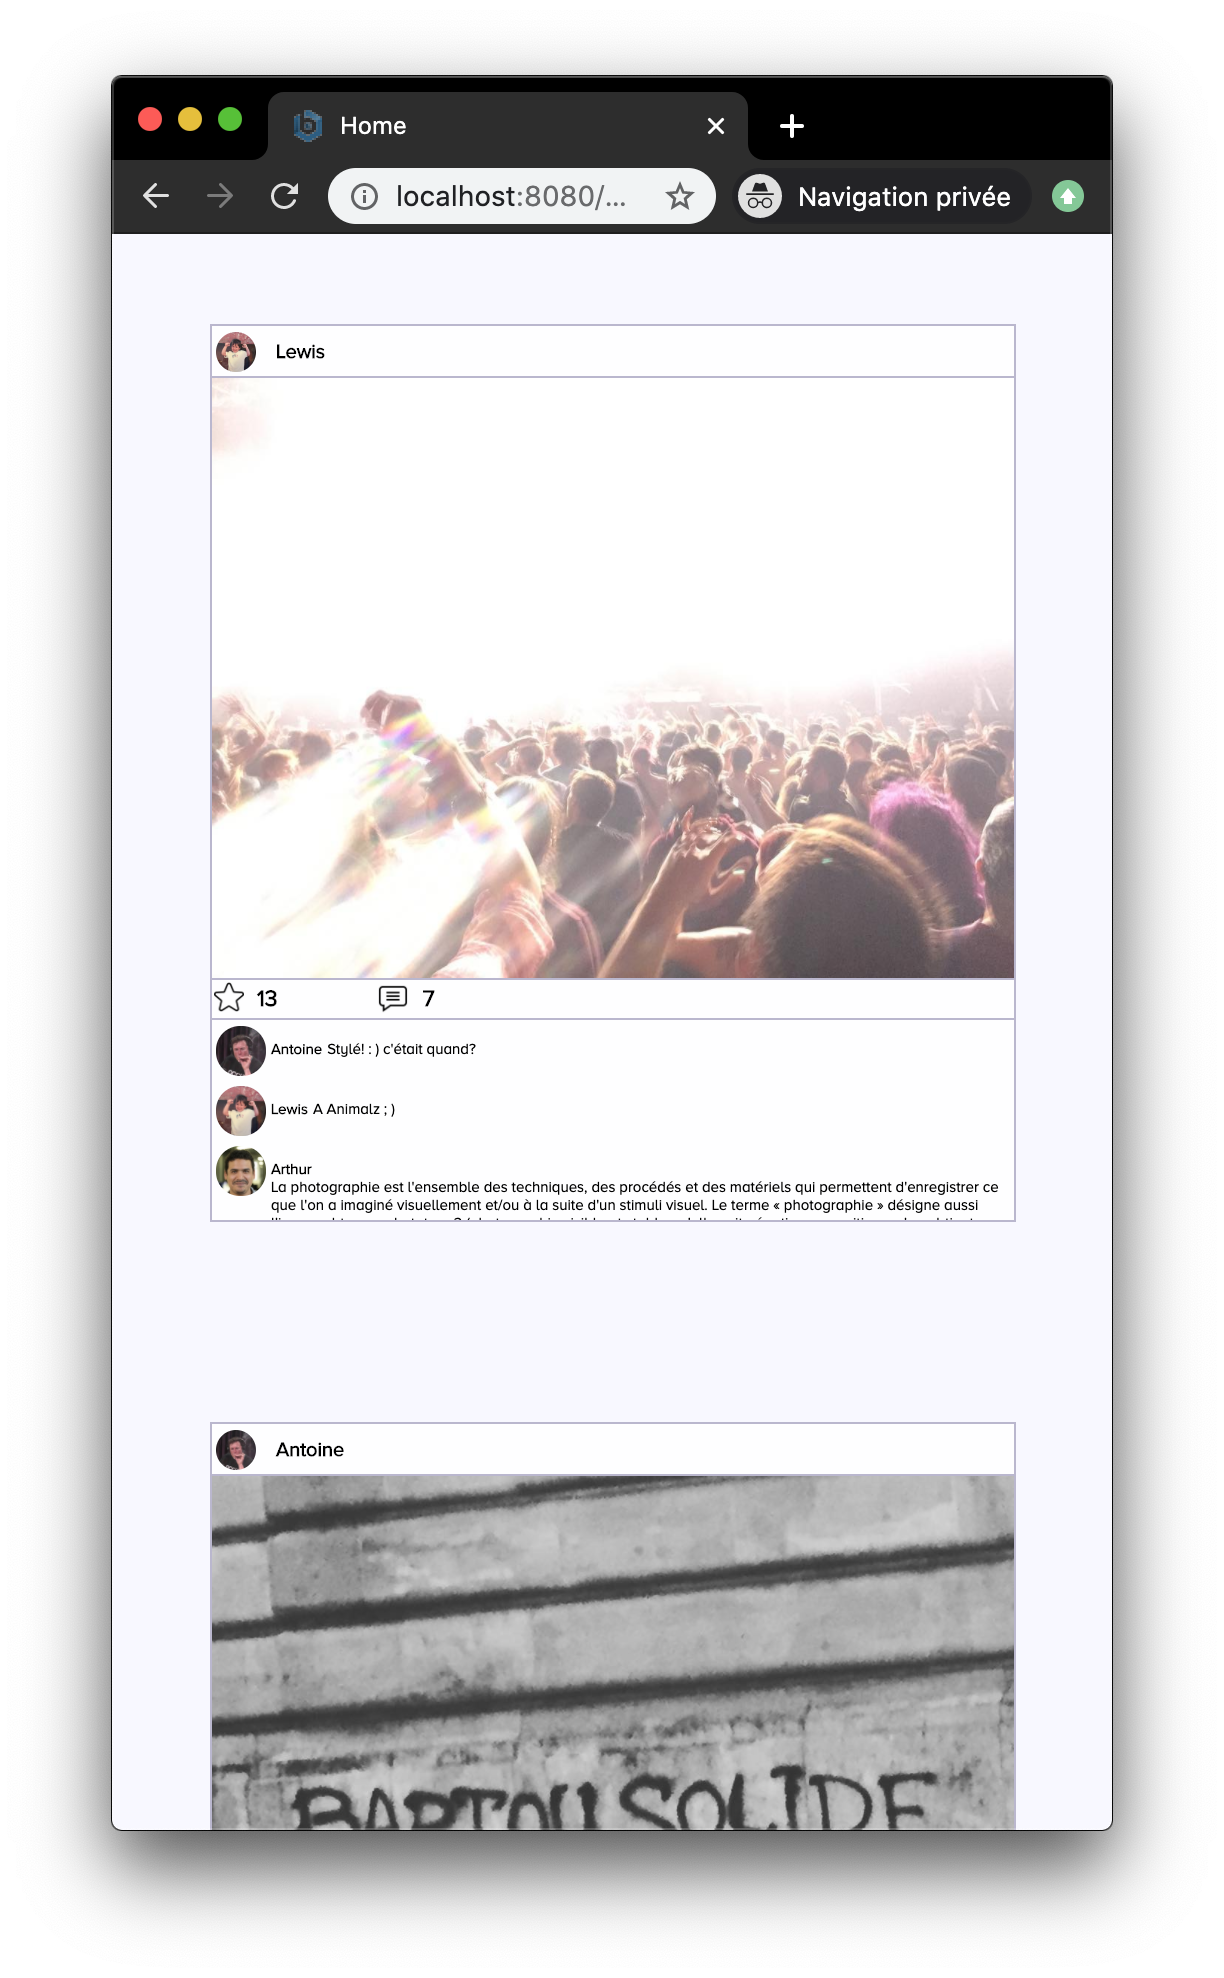 Home
localhost:8080/...
Navigation privée
Lewis
13
7
Antoine Stylé! : ) c'était quand?
Lewis A Animalz ; )
Arthur
La photographie est l'ensemble des techniques, des procédés et des matériels qui permettent d'enregistrer ce
que l'on a imaginé visuellement et/ou à la suite d'un stimuli visuel. Le terme « photographie » désigne aussi
Antoine
SOLIDE